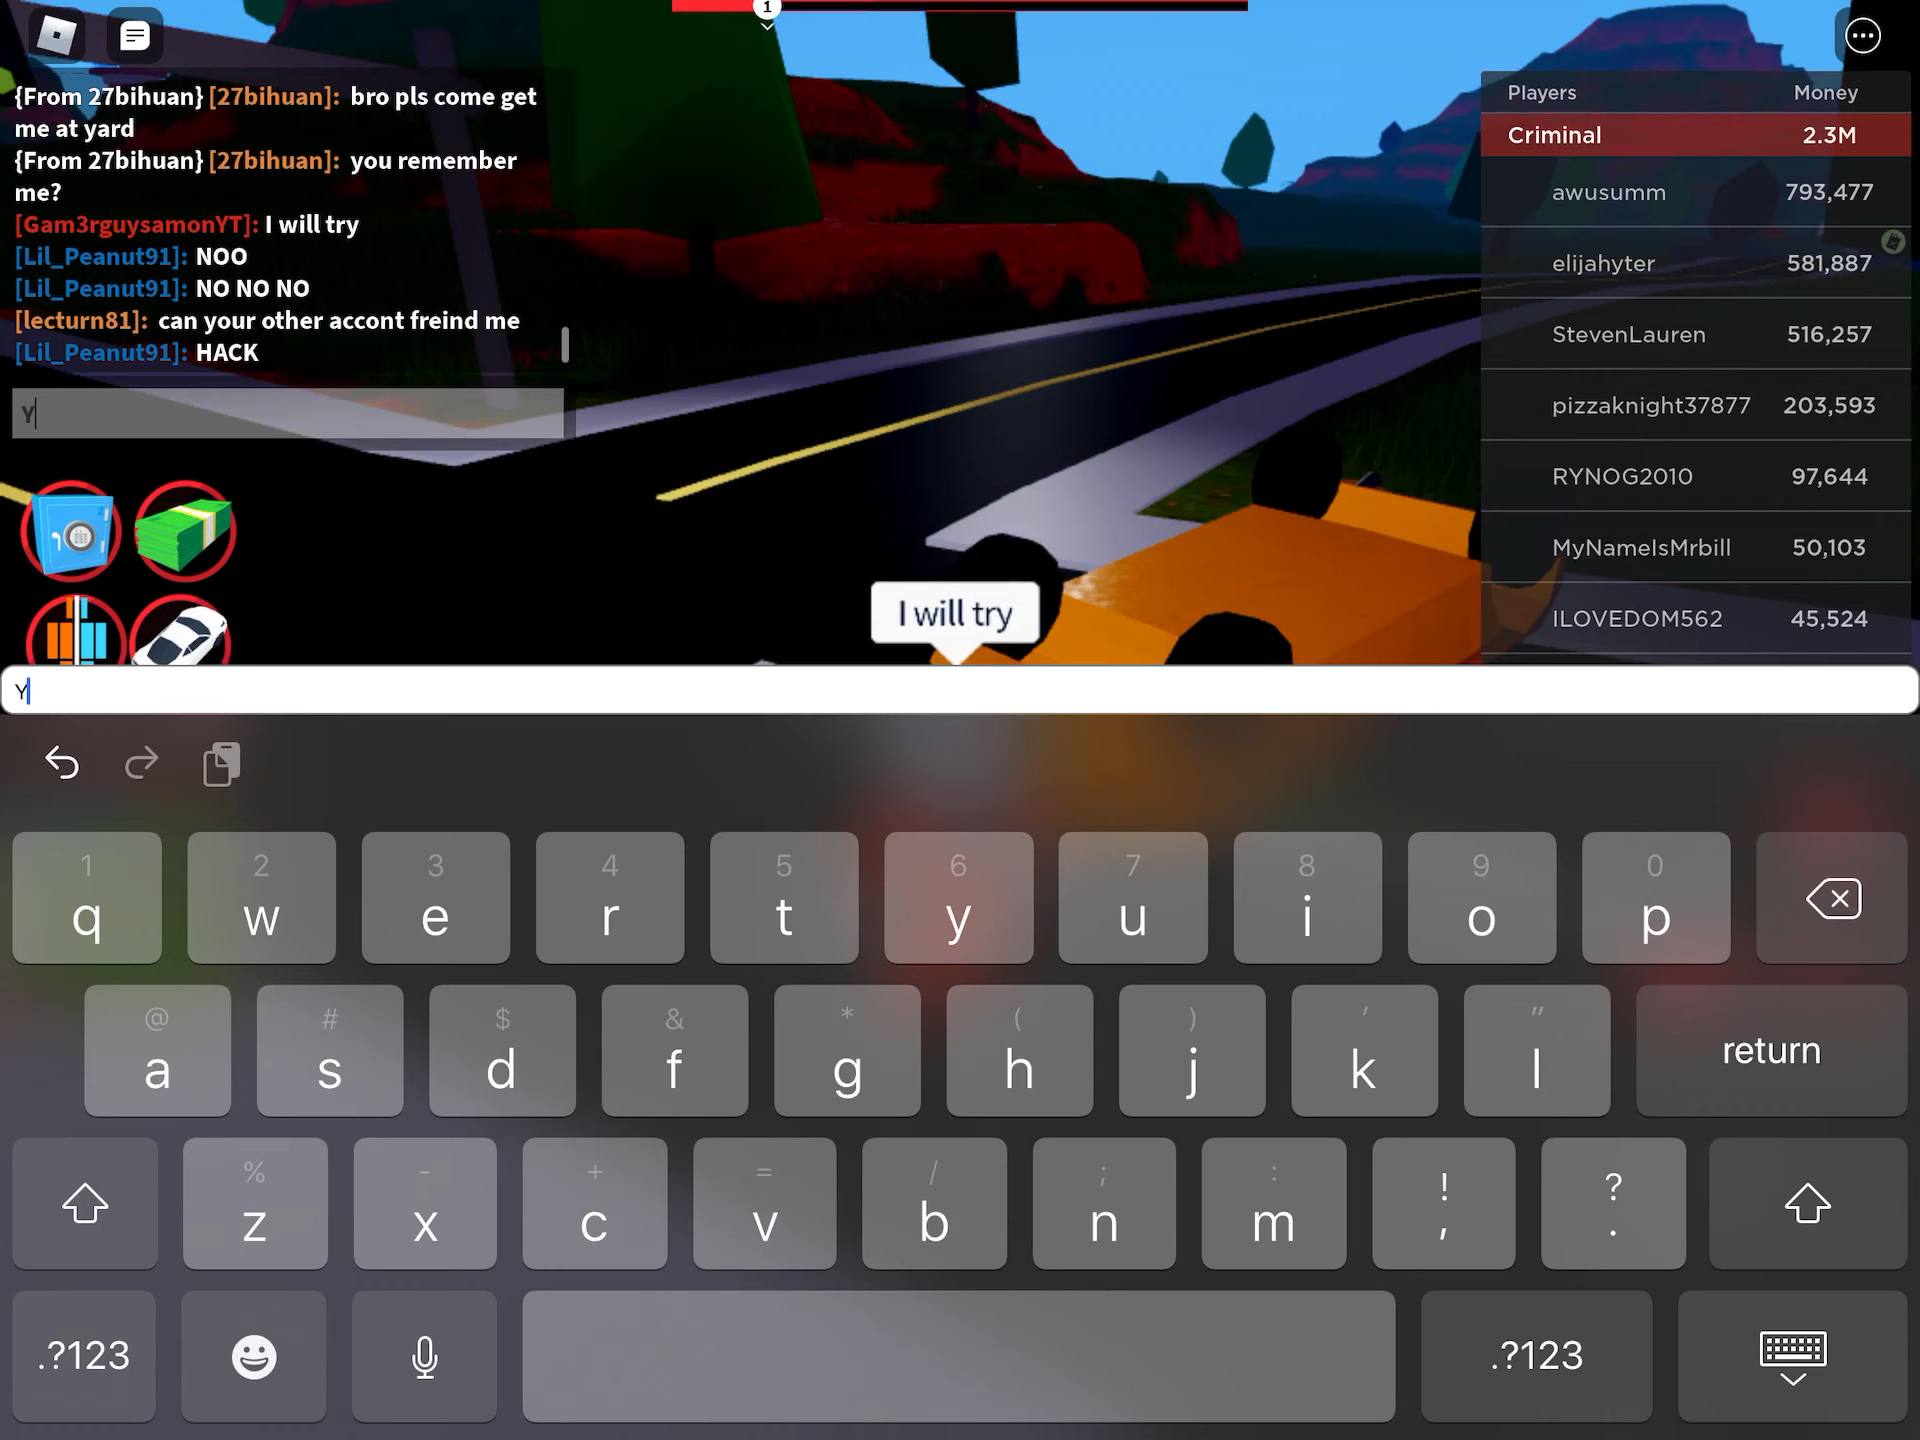 1
{From 27bihuan} [27bihuan]: bro pls come get
me at yard
{From 27bihuan} [27bihuan]: you remember
me?
[Gam3rguysamonYT]: I will try
[Lil_Peanut91]: NOO
[Lil_Peanut91]: NO NO NO
[lecturn81]: can your other accont freind me
[Lil_Peanut91]: HACK
Y
Players Money
Criminal 2.3M
awusumm 793,477
elijahyter 581,887
StevenLauren 516,257
pizzaknight37877 203,593
RYNOG2010 97,644
MyNameIsMrbill 50,103
ILOVEDOM562 45,524
I will try
Y
1 2 3 4 5 6 7 8 9 0
q w e r t y u i o p
@ # $ & * ( ) ' "
a s d f g h j k l return
% - + = / ; : ! ?
z x c v b n m , .
.?123 .?123